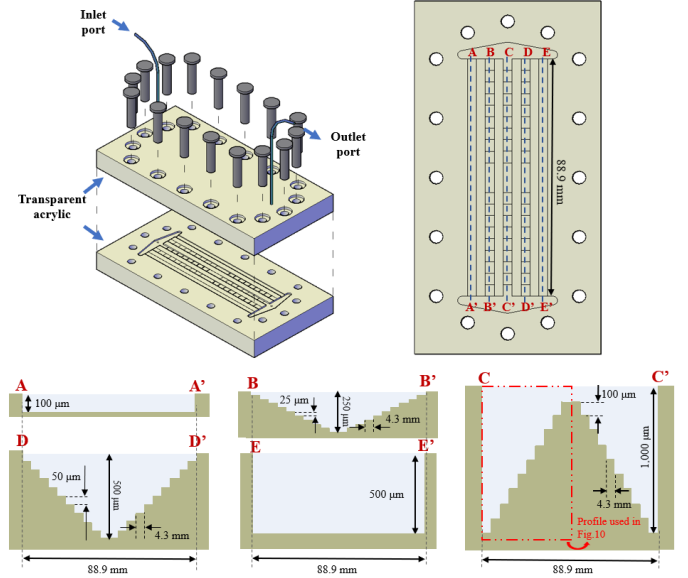 Inlet
port
Outlet
port
Transparent
acrylic
A B C D E
88.9 mm
A' B' C' D' E'
A A'
100 μm
B B'
25 μm
250 μm
4.3 mm
C C'
100 μm
1,000 μm
4.3 mm
Profile used in
Fig.10
88.9 mm
D D'
50 μm
500 μm
4.3 mm
88.9 mm
E E'
500 μm
88.9 mm